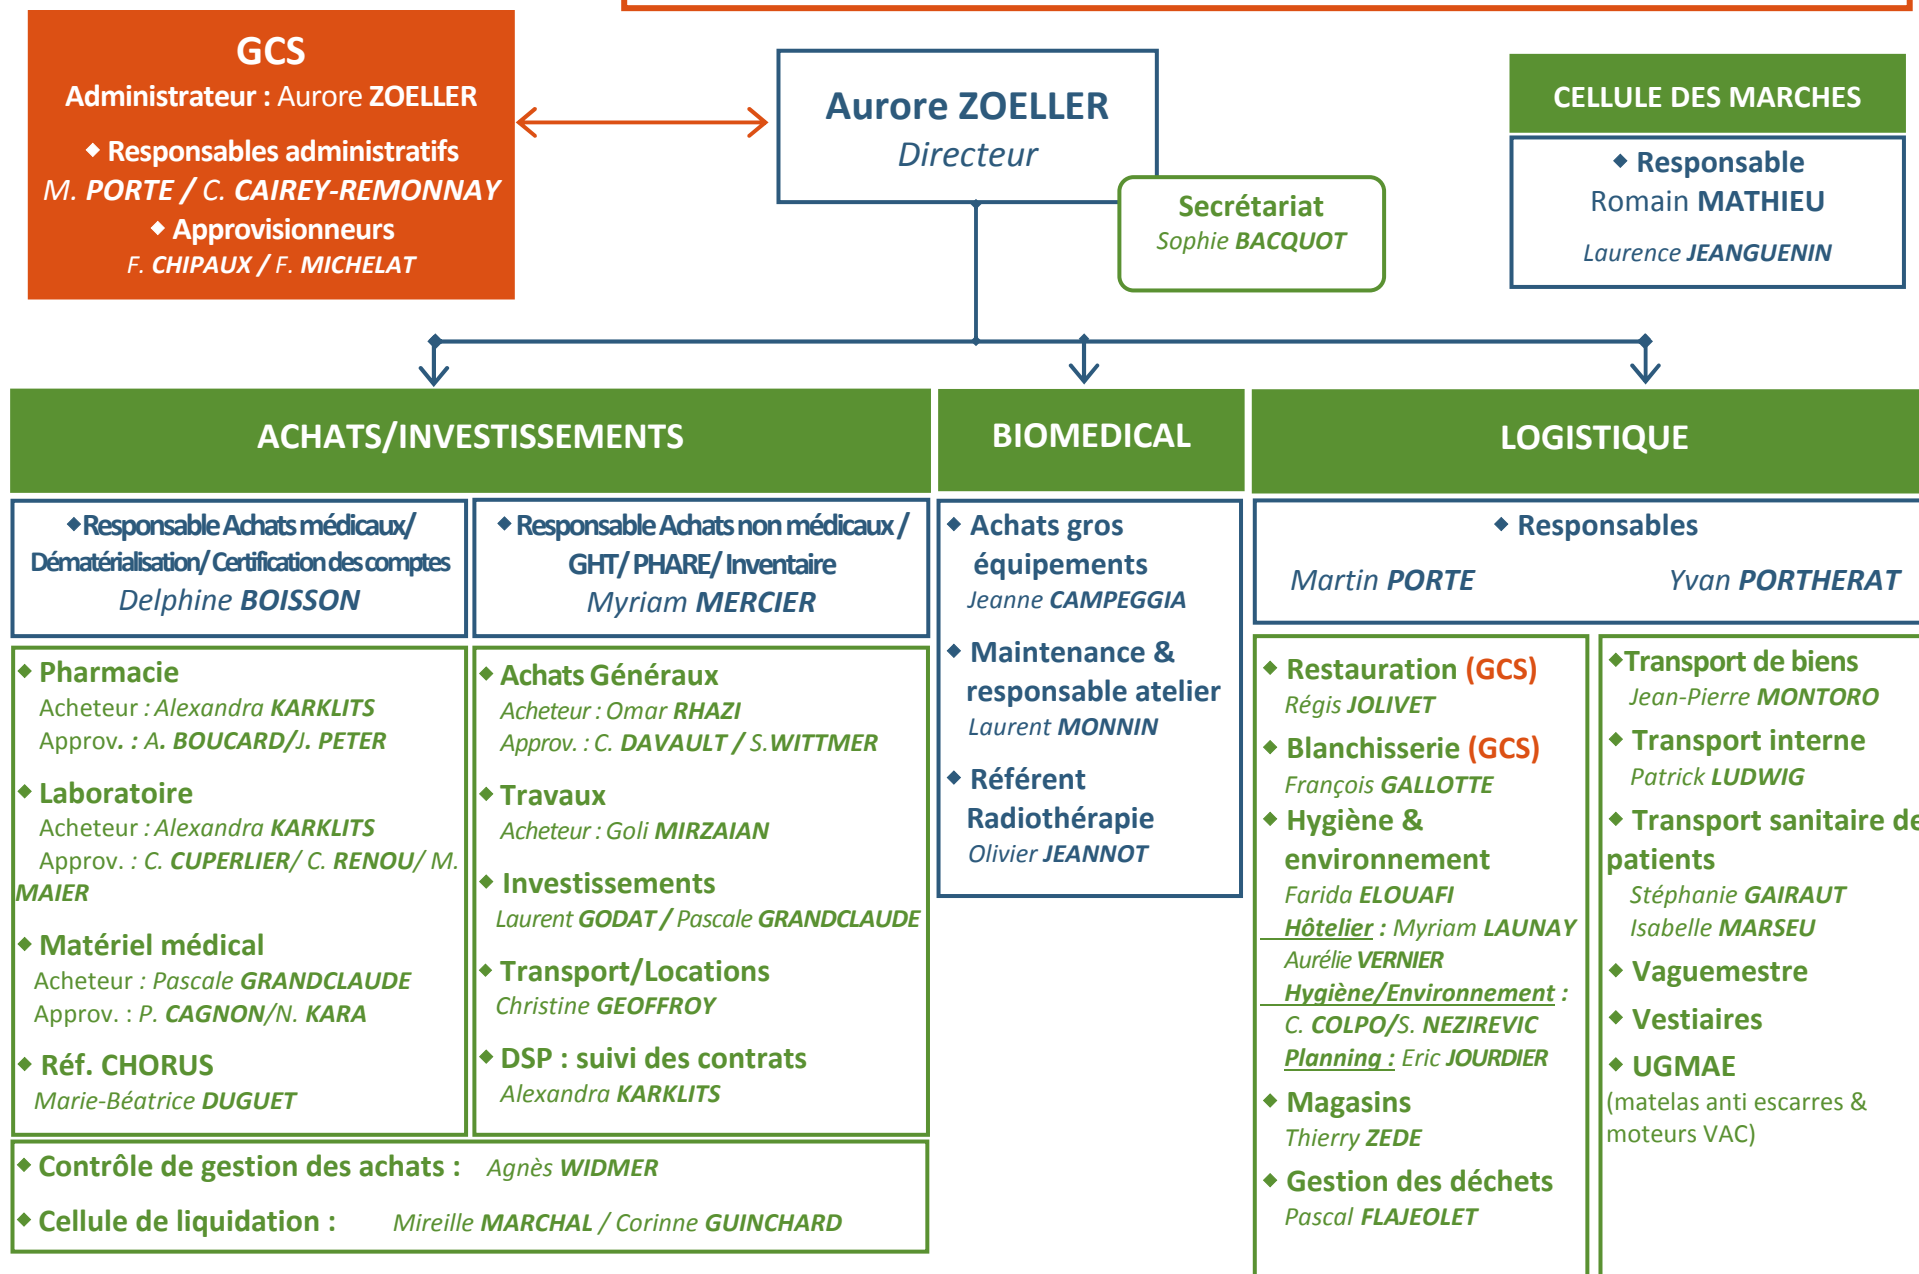 GCS
Administrateur : Aurore ZOELLER
◆ Responsables administratifs
M. PORTE / C. CAIREY-REMONNAY
◆ Approvisionneurs
F. CHIPAUX / F. MICHELAT
Aurore ZOELLER
Directeur
Secrétariat
Sophie BACQUOT
CELLULE DES MARCHES
◆ Responsable
Romain MATHIEU
Laurence JEANGUENIN
ACHATS/INVESTISSEMENTS
◆Responsable Achats médicaux/
Dématérialisation/ Certification des comptes
Delphine BOISSON
◆ Responsable Achats non médicaux /
GHT/ PHARE/ Inventaire
Myriam MERCIER
◆ Pharmacie
Acheteur : Alexandra KARKLITS
Approv. : A. BOUCARD/J. PETER
◆ Laboratoire
Acheteur : Alexandra KARKLITS
Approv. : C. CUPERLIER/ C. RENOU/ M.
MAIER
◆ Matériel médical
Acheteur : Pascale GRANDCLAUDE
Approv. : P. CAGNON/N. KARA
◆ Réf. CHORUS
Marie-Béatrice DUGUET
◆ Achats Généraux
Acheteur : Omar RHAZI
Approv. : C. DAVAULT / S.WITTMER
◆ Travaux
Acheteur : Goli MIRZAIAN
◆ Investissements
Laurent GODAT / Pascale GRANDCLAUDE
◆ Transport/Locations
Christine GEOFFROY
◆ DSP : suivi des contrats
Alexandra KARKLITS
◆ Contrôle de gestion des achats : Agnès WIDMER
◆ Cellule de liquidation : Mireille MARCHAL / Corinne GUINCHARD
BIOMEDICAL
◆ Achats gros
équipements
Jeanne CAMPEGGIA
◆ Maintenance &
responsable atelier
Laurent MONNIN
◆ Référent
Radiothérapie
Olivier JEANNOT
LOGISTIQUE
◆ Responsables
Martin PORTE Yvan PORTHERAT
◆ Restauration (GCS)
Régis JOLIVET
◆ Blanchisserie (GCS)
François GALLOTTE
◆ Hygiène &
environnement
Farida ELOUAFI
Hôtelier : Myriam LAUNAY
Aurélie VERNIER
Hygiène/Environnement :
C. COLPO/S. NEZIREVIC
Planning : Eric JOURDIER
◆ Magasins
Thierry ZEDE
◆ Gestion des déchets
Pascal FLAJEOLET
◆Transport de biens
Jean-Pierre MONTORO
◆ Transport interne
Patrick LUDWIG
◆ Transport sanitaire de
patients
Stéphanie GAIRAUT
Isabelle MARSEU
◆ Vaguemestre
◆ Vestiaires
◆ UGMAE
(matelas anti escarres &
moteurs VAC)